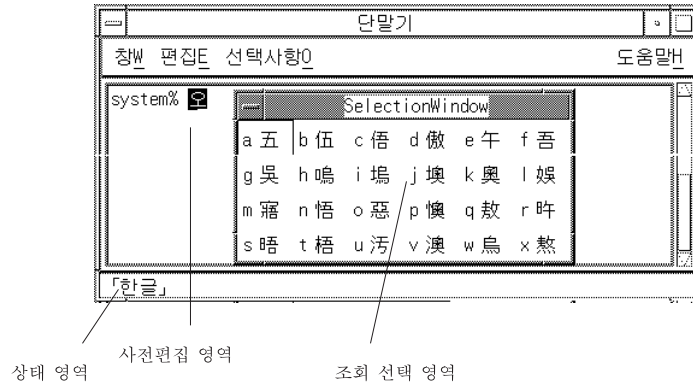 단말기
창W 편집E 선택사항O 도움말H
system% 오
SelectionWindow
a 五 b 伍 c 俉 d 傲 e 午 f 吾
g 吳 h 嗚 i 塢 j 墺 k 奧 l 娛
m 寤 n 悟 o 惡 p 懊 q 敖 r 旿
s 晤 t 梧 u 汚 v 澳 w 烏 x 熬
「한글」
상태 영역
사전편집 영역
조회 선택 영역